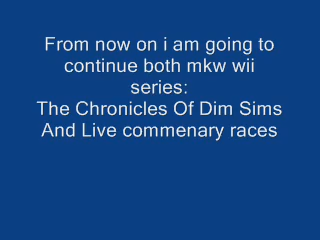 From now on i am going to
continue both mkw wii
series:
The Chronicles Of Dim Sims
And Live commenary races